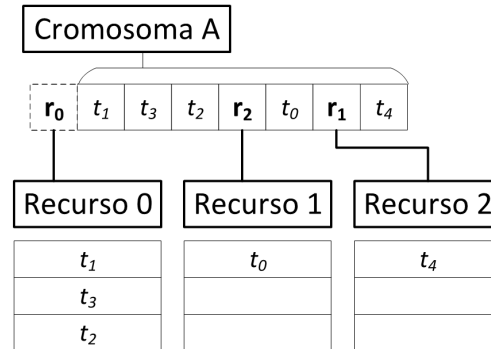 Cromosoma A
r₀ t₁ t₃ t₂ r₂ t₀ r₁ t₄
Recurso 0 Recurso 1 Recurso 2
t₁ t₀ t₄
t₃
t₂